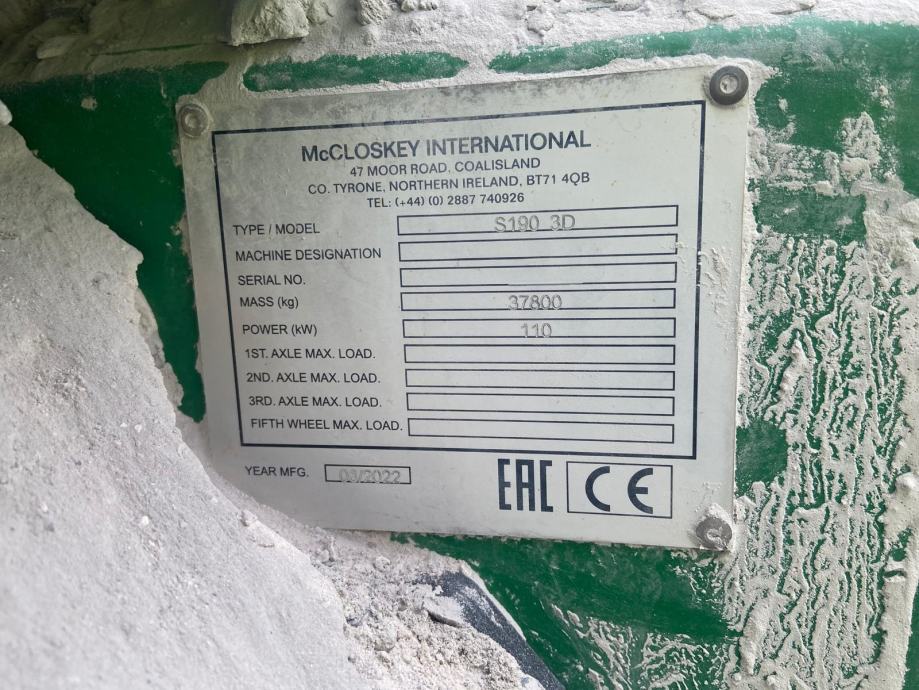 McCLOSKEY INTERNATIONAL
47 MOOR ROAD, COALISLAND
CO. TYRONE, NORTHERN IRELAND, BT71 4QB
TEL: (+44) (0) 2887 740926
TYPE / MODEL S190 3D
MACHINE DESIGNATION
SERIAL NO.
MASS (kg) 37800
POWER (kW) 110
1ST. AXLE MAX. LOAD.
2ND. AXLE MAX. LOAD.
3RD. AXLE MAX. LOAD.
FIFTH WHEEL MAX. LOAD.
YEAR MFG. 03/2022 EAC CE